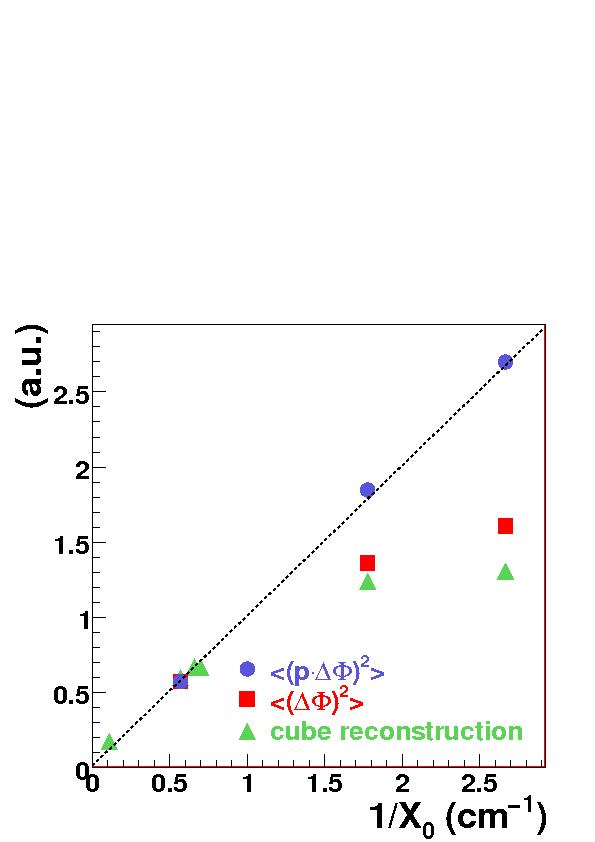 (a.u.)
2.5
2
1.5
1
0.5
0
<(p·ΔΦ)²>
<(ΔΦ)²>
cube reconstruction
0 0.5 1 1.5 2 2.5
1/X₀ (cm⁻¹)